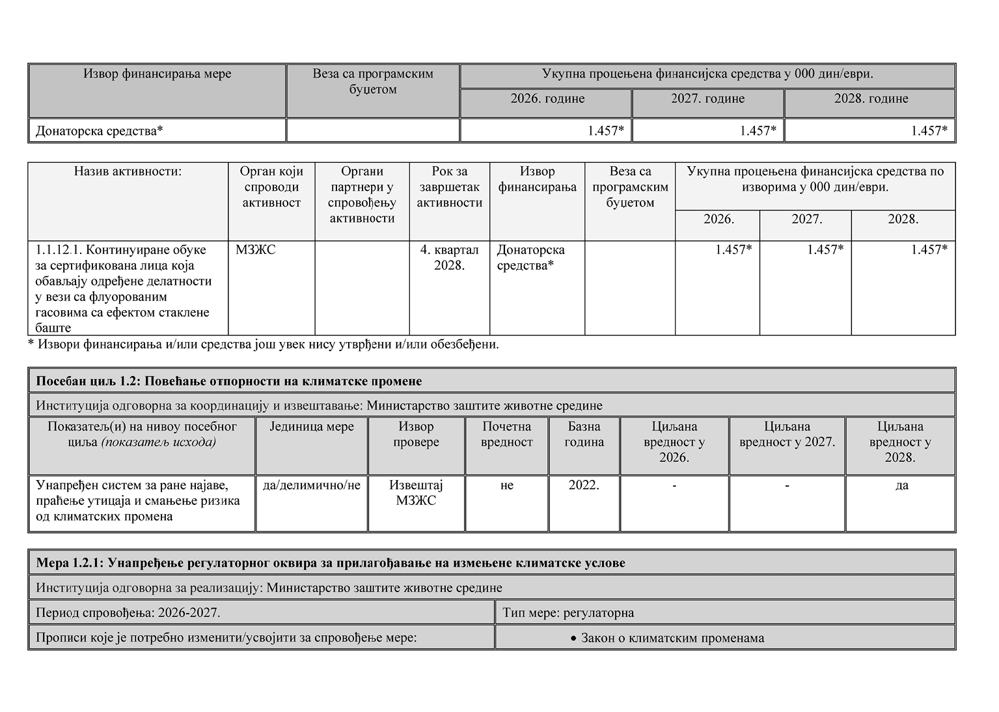 Извор финансирања мере
Веза са програмским
буџетом
Укупна процењена финансијска средства у 000 дин/еври.
2026. године
2027. године
2028. године
Донаторска средства*
1.457*
1.457*
1.457*
Назив активности:
Орган који
спроводи
активност
Органи
партнери у
спровођењу
активности
Рок за
завршетак
активности
Извор
финансирања
Веза са
програмским
буџетом
Укупна процењена финансијска средства по
изворима у 000 дин/еври.
2026.
2027.
2028.
1.1.12.1. Континуиране обуке
за сертификована лица која
обављају одређене делатности
у вези са флуорованим
гасовима са ефектом стаклене
баште
МЗЖС
4. квартал
2028.
Донаторска
средства*
1.457*
1.457*
1.457*
* Извори финансирања и/или средства још увек нису утврђени и/или обезбеђени.
Посебан циљ 1.2: Повећање отпорности на климатске промене
Институција одговорна за координацију и извештавање: Министарство заштите животне средине
Показатељ(и) на нивоу посебног
циља (показатељ исхода)
Јединица мере
Извор
провере
Почетна
вредност
Базна
година
Циљана
вредност у
2026.
Циљана
вредност у 2027.
Циљана
вредност у
2028.
Унапређен систем за ране најаве,
праћење утицаја и смањење ризика
од климатских промена
да/делимично/не
Извештај
МЗЖС
не
2022.
-
-
да
Мера 1.2.1: Унапређење регулаторног оквира за прилагођавање на измењене климатске услове
Институција одговорна за реализацију: Министарство заштите животне средине
Период спровођења: 2026-2027.
Тип мере: регулаторна
Прописи које је потребно изменити/усвојити за спровођење мере:
• Закон о климатским променама